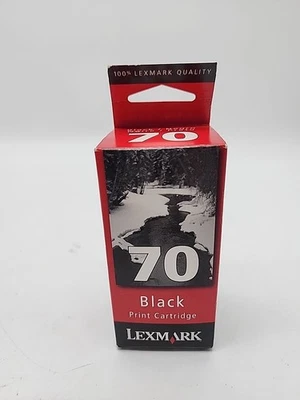 100% LEXMARK QUALITY
70
70
Black
Print Cartridge
LEXMARK